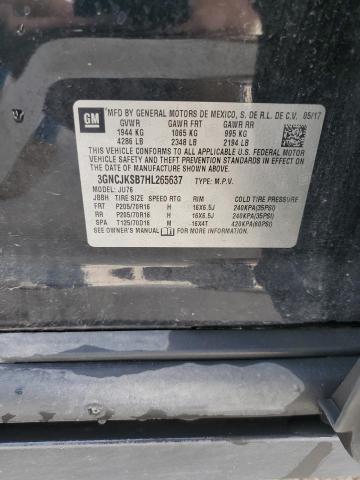 GM MFD BY GENERAL MOTORS DE MEXICO, S. DE R.L. DE C.V. 05/17
GVWR GAWR FRT GAWR RR
1944 KG 1065 KG 995 KG
4286 LB 2348 LB 2194 LB
THIS VEHICLE CONFORMS TO ALL APPLICABLE U.S. FEDERAL MOTOR
VEHICLE SAFETY, BUMPER, AND THEFT PREVENTION STANDARDS IN
EFFECT ON THE DATE OF MANUFACTURE SHOWN ABOVE.
3GNCJKSB7HL265637 TYPE: M.P.V.
JU76
JBBH TIRE SIZE SPEED RTG RIM COLD TIRE PRESSURE
FRT P205/70R16 H 16X6.5J 240KPA(35PSI)
RR P205/70R16 H 16X6.5J 240KPA(35PSI)
SPA T125/70D16 M 16X4T 420KPA(60PSI)
SEE OWNER'S MANUAL FOR MORE INFORMATION.